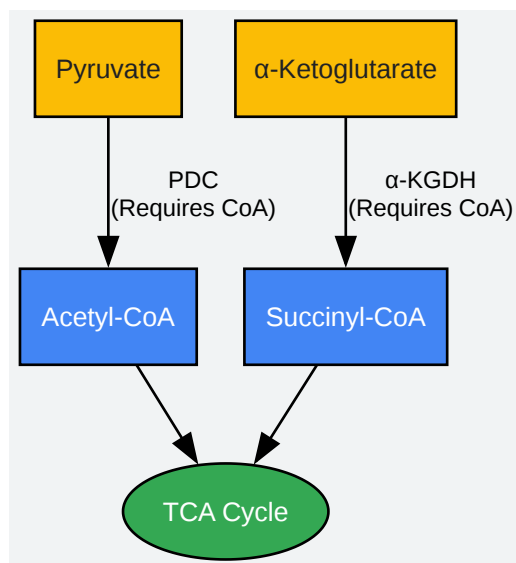 Pyruvate
α-Ketoglutarate
PDC
(Requires CoA)
α-KGDH
(Requires CoA)
Acetyl-CoA
Succinyl-CoA
TCA Cycle